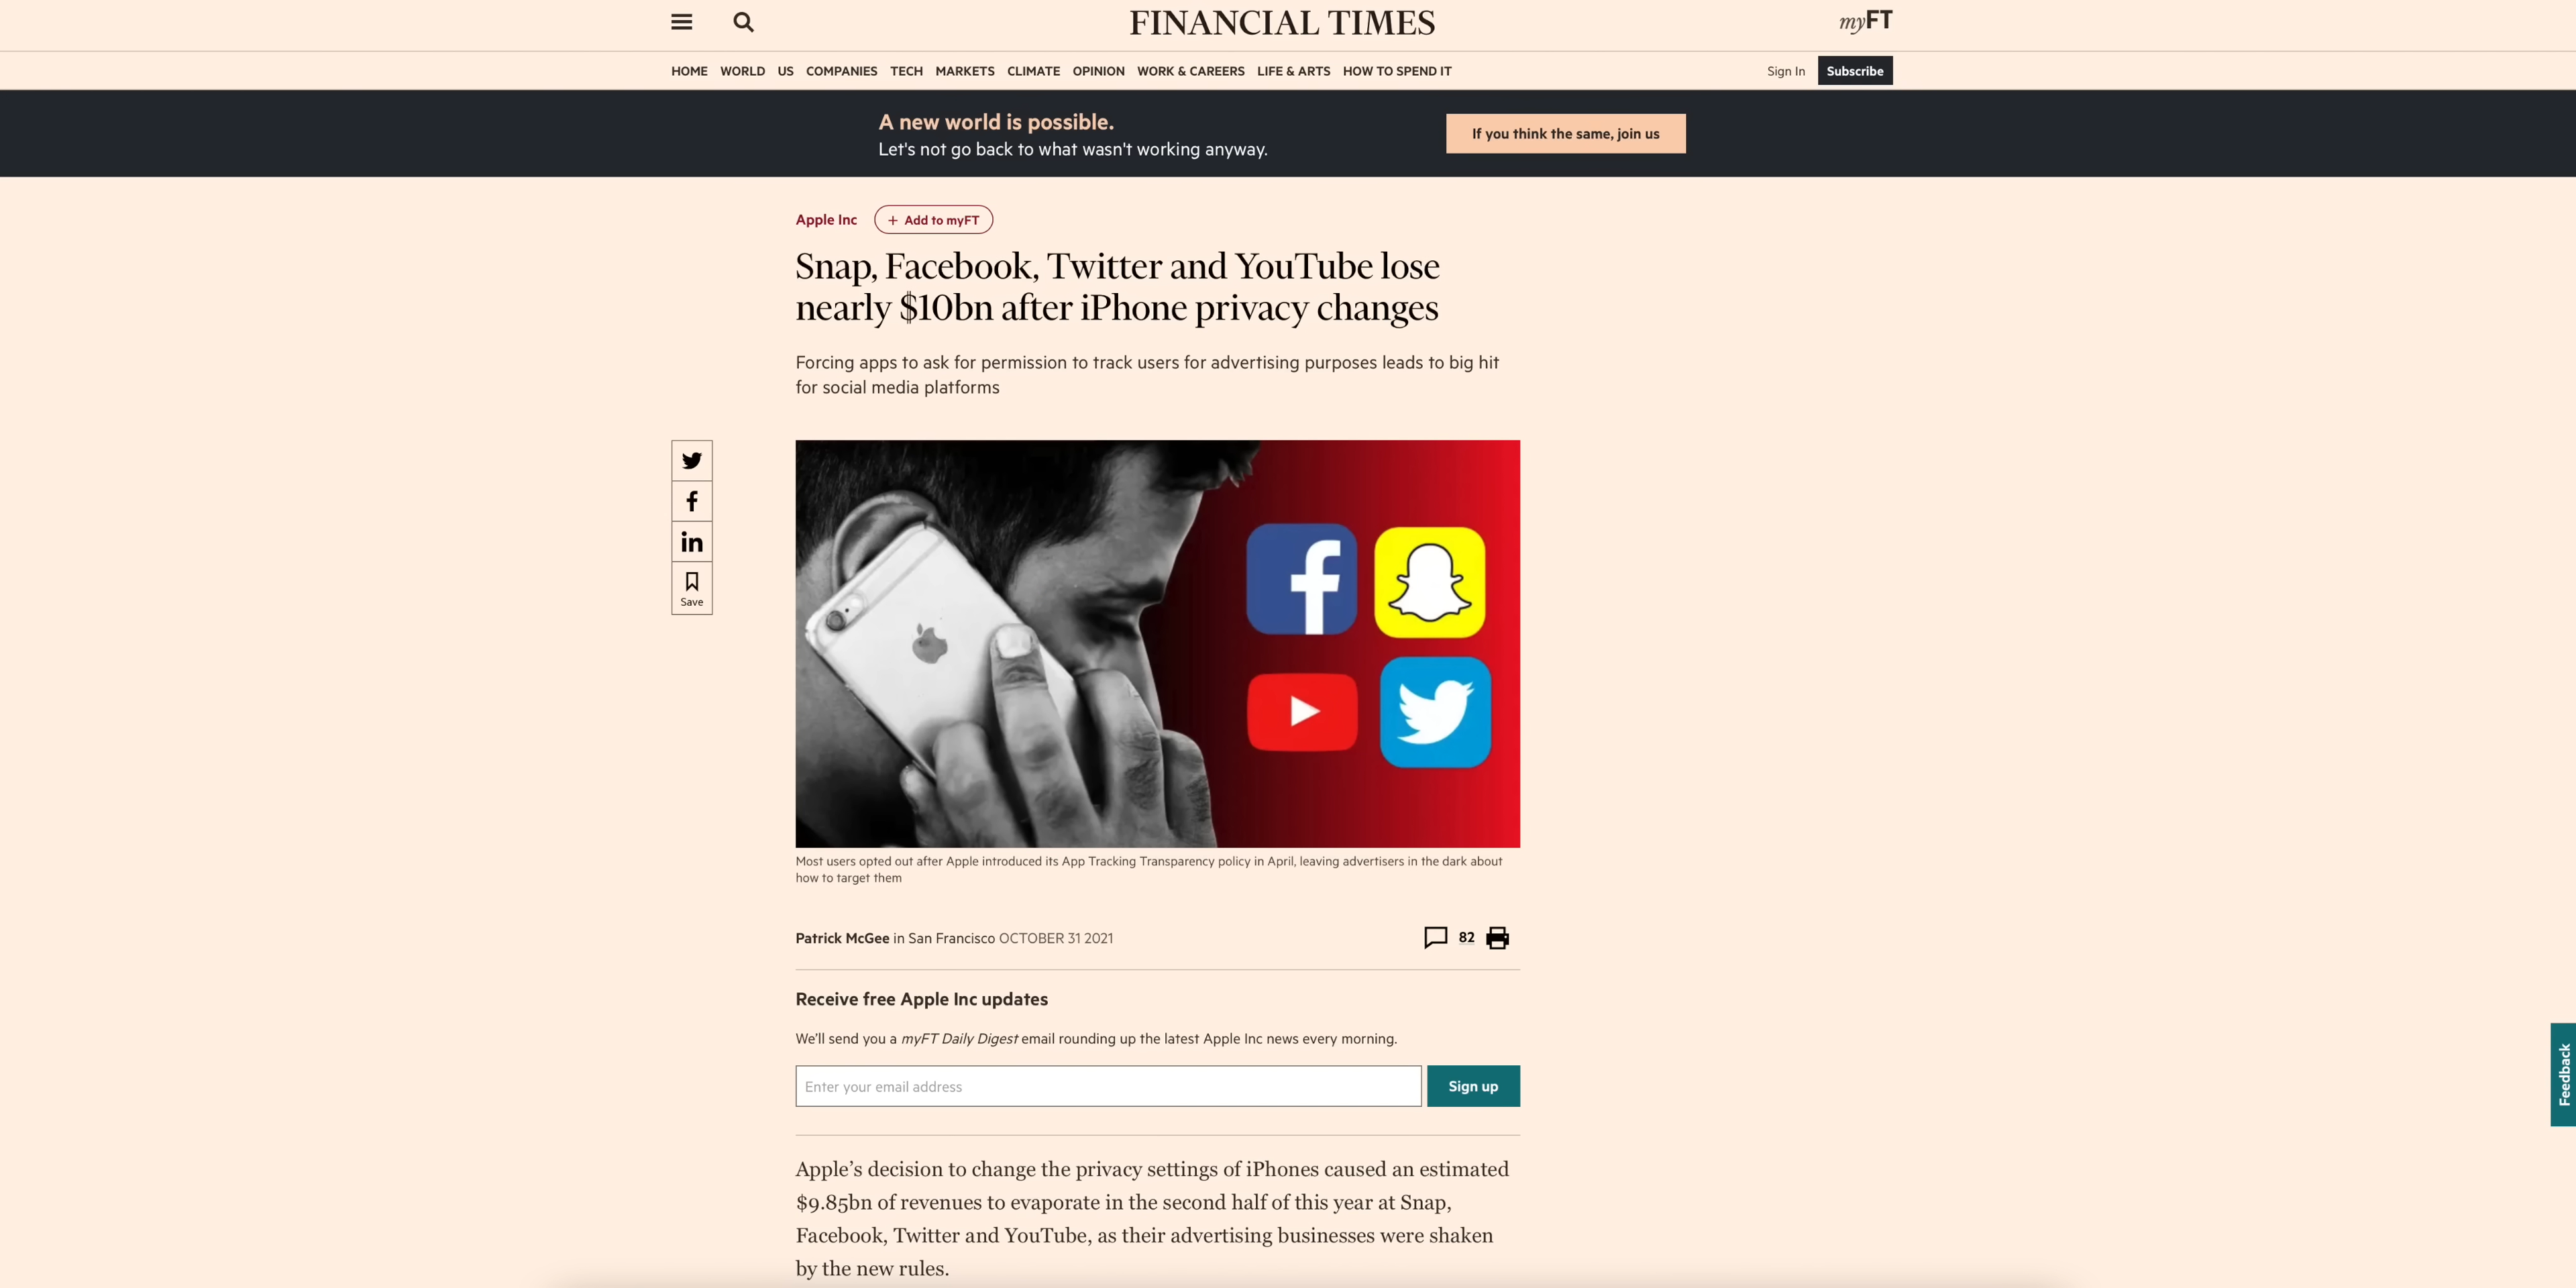 FINANCIAL TIMES
myFT
HOME WORLD US COMPANIES TECH MARKETS CLIMATE OPINION WORK & CAREERS LIFE & ARTS HOW TO SPEND IT
Sign In Subscribe
A new world is possible.
Let's not go back to what wasn't working anyway.
If you think the same, join us
Apple Inc + Add to myFT
Snap, Facebook, Twitter and YouTube lose
nearly $10bn after iPhone privacy changes
Forcing apps to ask for permission to track users for advertising purposes leads to big hit
for social media platforms
Save
Most users opted out after Apple introduced its App Tracking Transparency policy in April, leaving advertisers in the dark about
how to target them
Patrick McGee in San Francisco OCTOBER 31 2021
82
Receive free Apple Inc updates
We'll send you a myFT Daily Digest email rounding up the latest Apple Inc news every morning.
Enter your email address
Sign up
Feedback
Apple’s decision to change the privacy settings of iPhones caused an estimated
$9.85bn of revenues to evaporate in the second half of this year at Snap,
Facebook, Twitter and YouTube, as their advertising businesses were shaken
by the new rules.